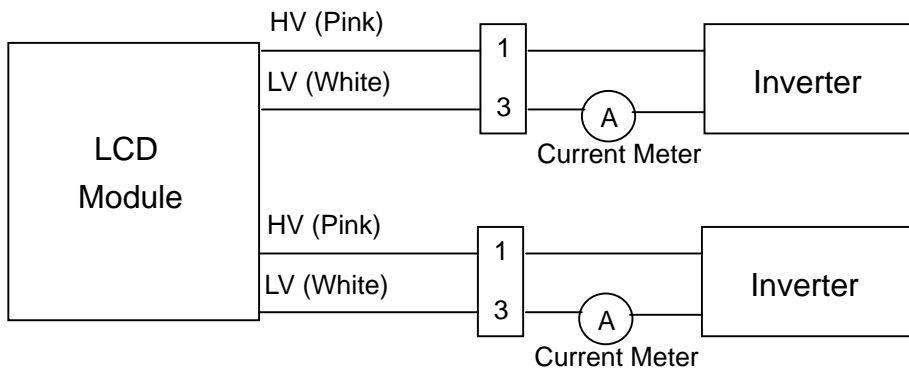 HV (Pink)
1
LV (White)
Inverter
3
A
LCD
Module
Current Meter
HV (Pink)
1
LV (White)
Inverter
3
A
Current Meter